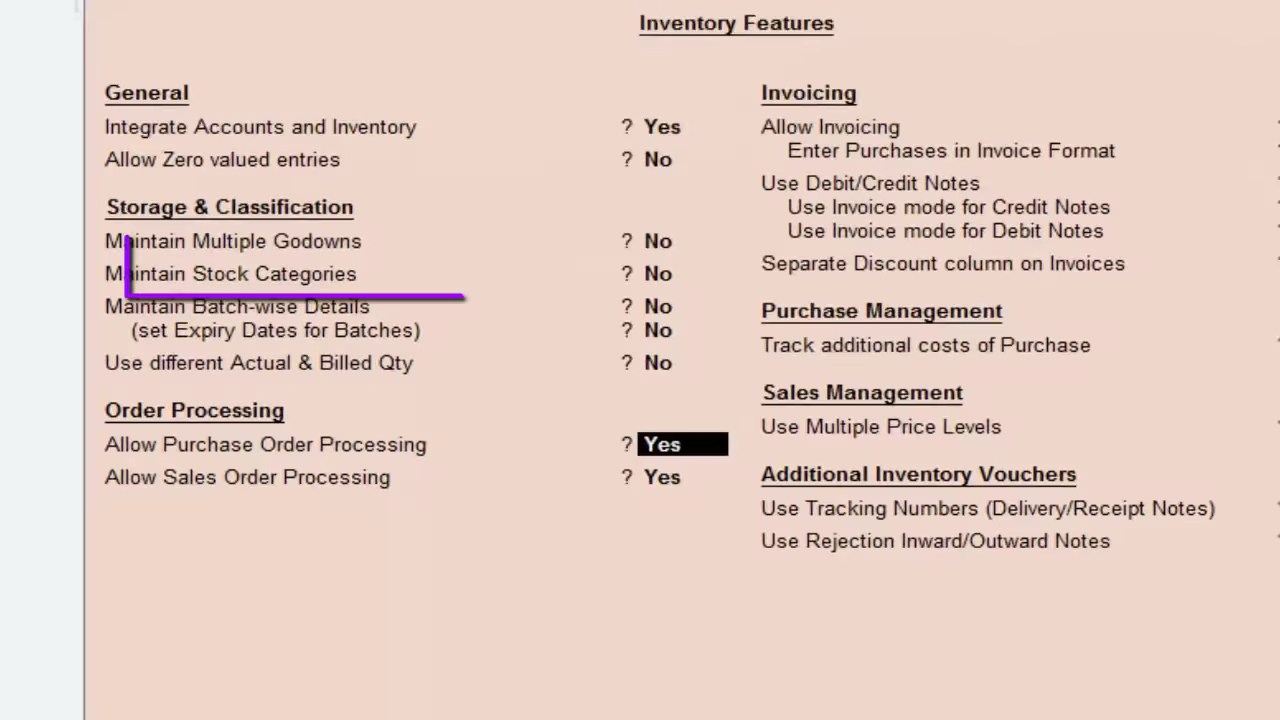 Inventory Features
General
Integrate Accounts and Inventory ? Yes
Allow Zero valued entries ? No
Storage & Classification
Maintain Multiple Godowns ? No
Maintain Stock Categories ? No
Maintain Batch-wise Details ? No
(set Expiry Dates for Batches) ? No
Use different Actual & Billed Qty ? No
Order Processing
Allow Purchase Order Processing ? Yes
Allow Sales Order Processing ? Yes
Invoicing
Allow Invoicing
Enter Purchases in Invoice Format
Use Debit/Credit Notes
Use Invoice mode for Credit Notes
Use Invoice mode for Debit Notes
Separate Discount column on Invoices
Purchase Management
Track additional costs of Purchase
Sales Management
Use Multiple Price Levels
Additional Inventory Vouchers
Use Tracking Numbers (Delivery/Receipt Notes)
Use Rejection Inward/Outward Notes